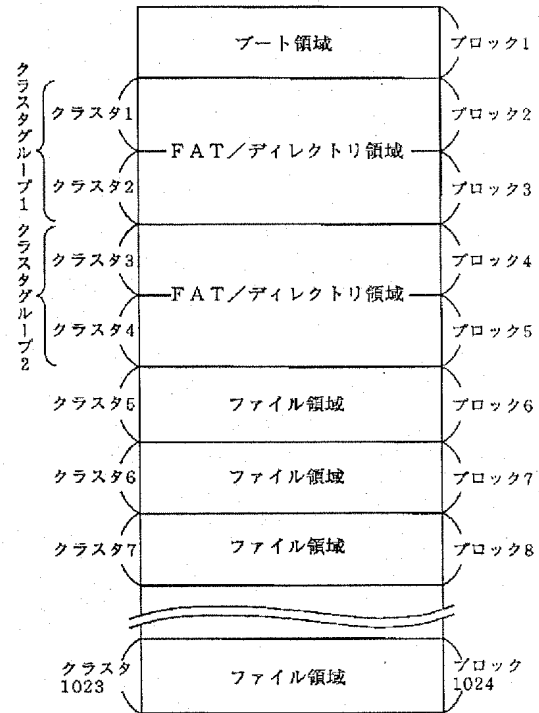 ブート領域
ブロック1
クラスタグループ1
クラスタ1
ブロック2
FAT/ディレクトリ領域
クラスタ2
ブロック3
クラスタグループ2
クラスタ3
ブロック4
FAT/ディレクトリ領域
クラスタ4
ブロック5
クラスタ5
ファイル領域
ブロック6
クラスタ6
ファイル領域
ブロック7
クラスタ7
ファイル領域
ブロック8
クラスタ
1023
ファイル領域
ブロック
1024